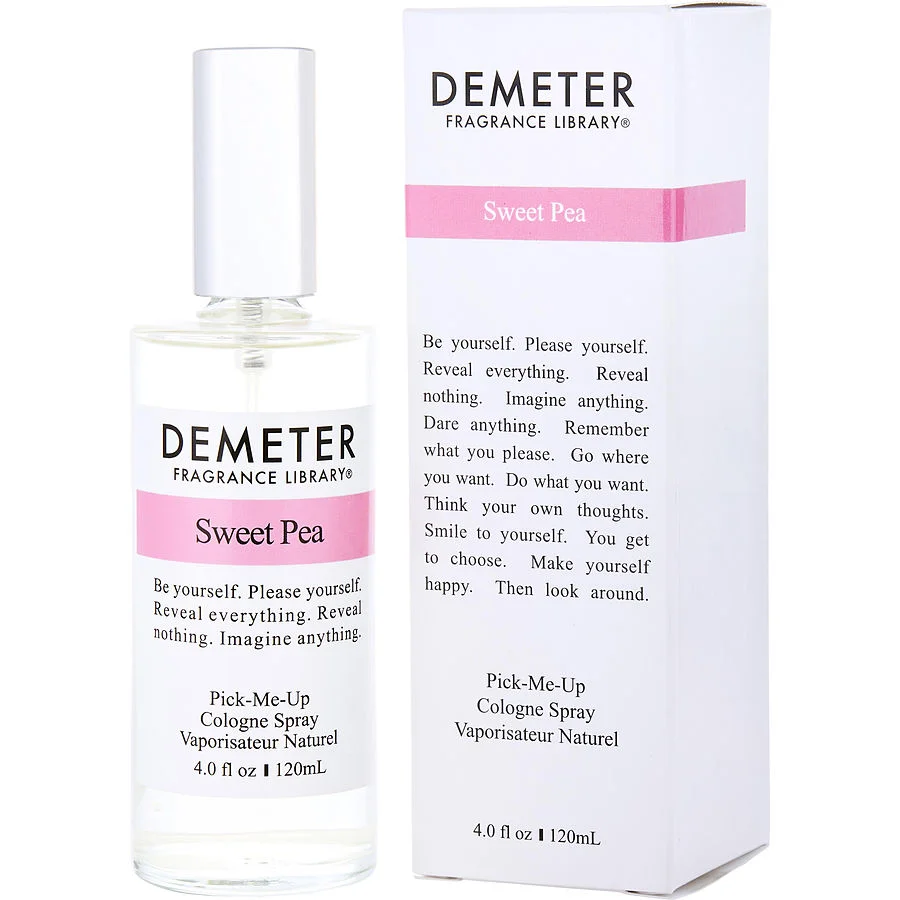 DEMETER
FRAGRANCE LIBRARY®
Sweet Pea
Be yourself. Please yourself.
Reveal everything. Reveal
nothing. Imagine anything.
Pick-Me-Up
Cologne Spray
Vaporisateur Naturel
4.0 fl oz ▮ 120mL
DEMETER
FRAGRANCE LIBRARY®
Sweet Pea
Be yourself. Please yourself.
Reveal everything. Reveal
nothing. Imagine anything.
Dare anything. Remember
what you please. Go where
you want. Do what you want.
Think your own thoughts.
Smile to yourself. You get
to choose. Make yourself
happy. Then look around.
Pick-Me-Up
Cologne Spray
Vaporisateur Naturel
4.0 fl oz ▮ 120mL